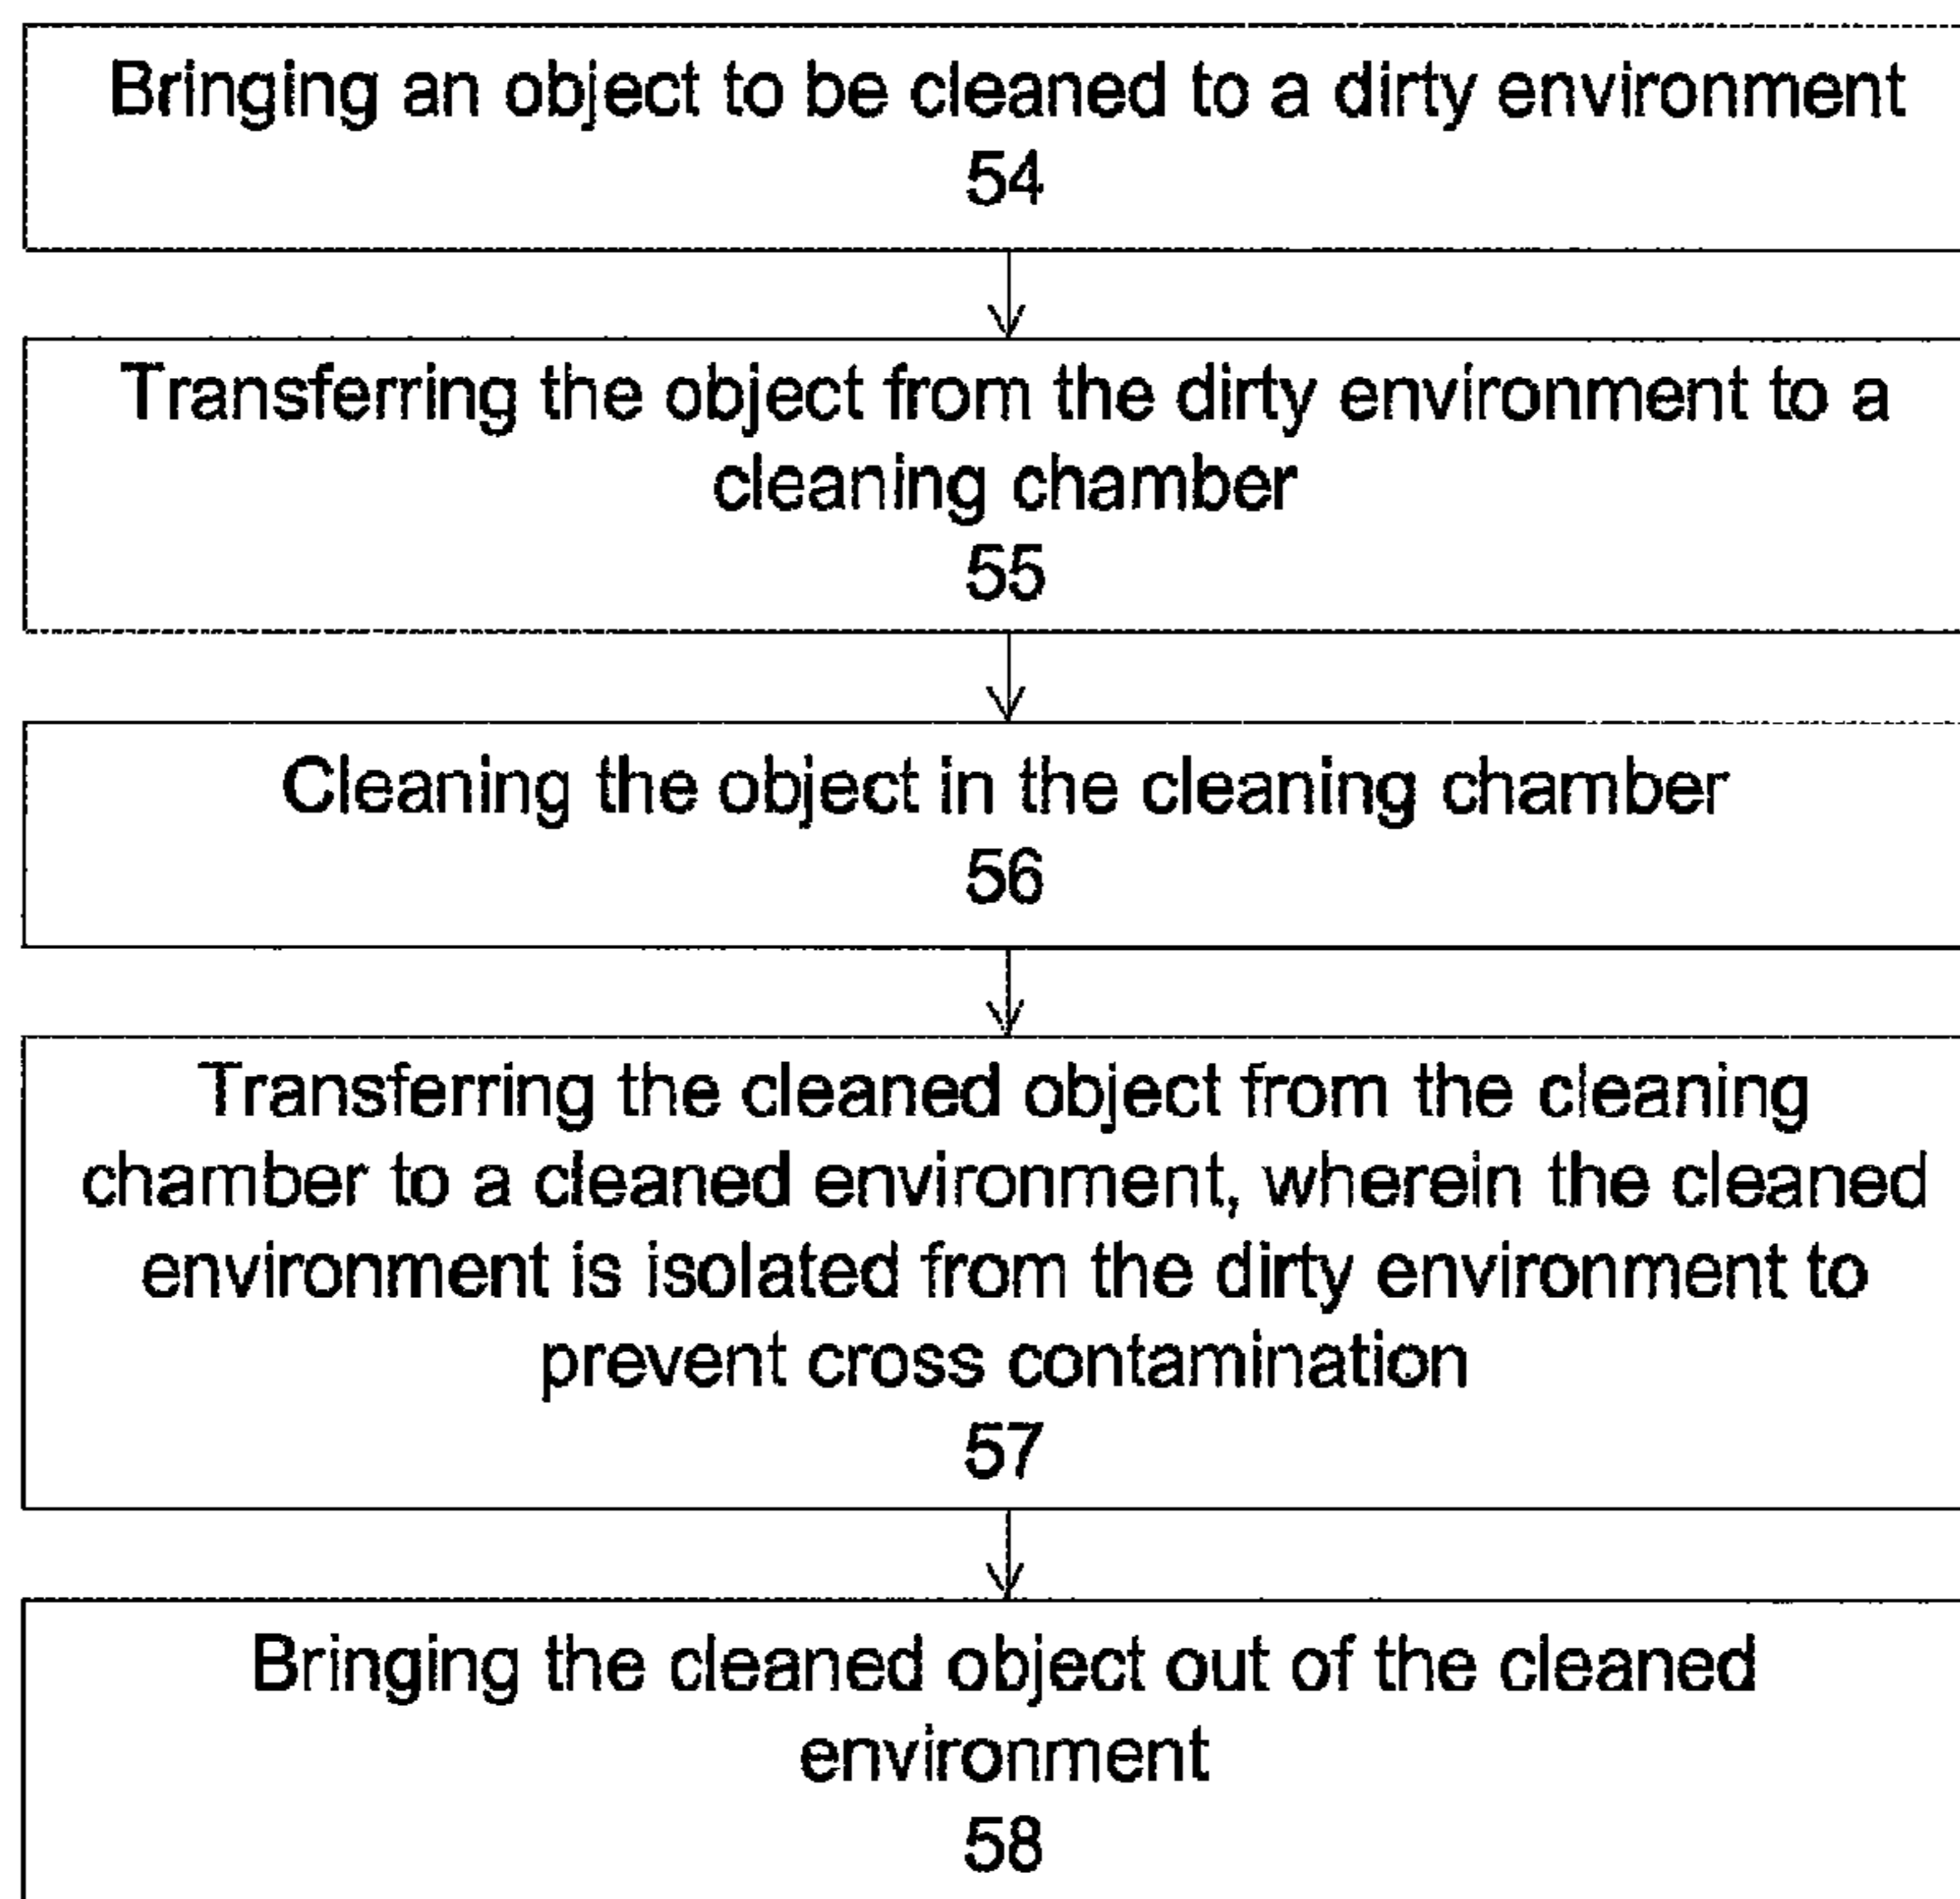 Bringing an object to be cleaned to a dirty environment
54
Transferring the object from the dirty environment to a
cleaning chamber
55
Cleaning the object in the cleaning chamber
56
Transferring the cleaned object from the cleaning
chamber to a cleaned environment, wherein the cleaned
environment is isolated from the dirty environment to
prevent cross contamination
57
Bringing the cleaned object out of the cleaned
environment
58